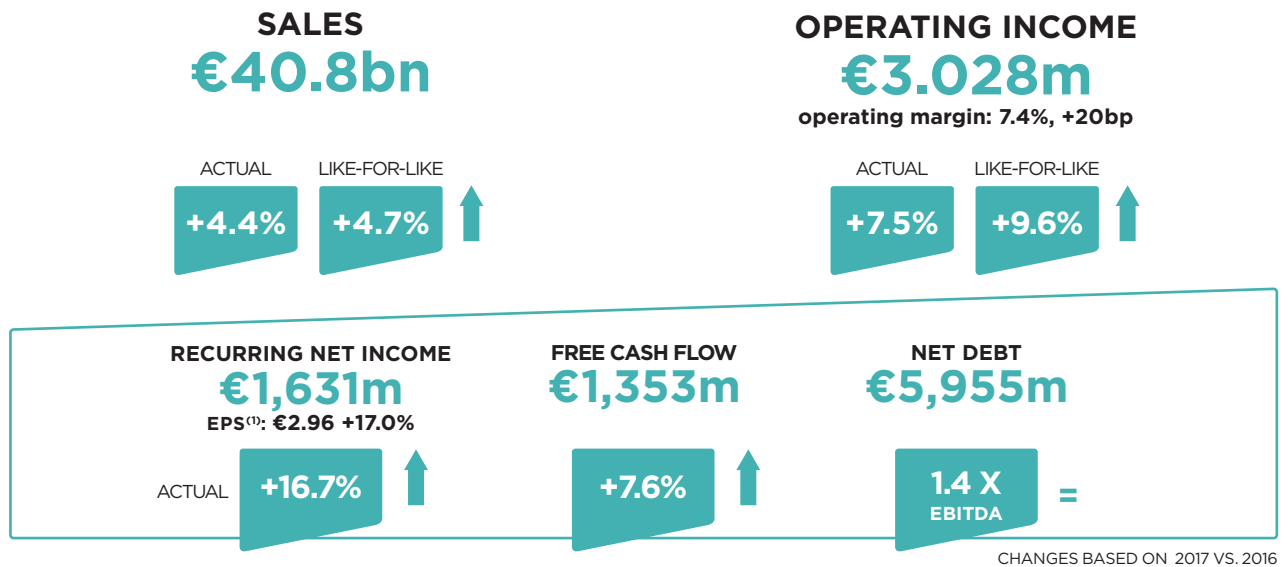 SALES
€40.8bn
ACTUAL
LIKE-FOR-LIKE
+4.4%
+4.7%
OPERATING INCOME
€3.028m
operating margin: 7.4%, +20bp
ACTUAL
LIKE-FOR-LIKE
+7.5%
+9.6%
RECURRING NET INCOME
€1,631m
EPS⁽¹⁾: €2.96 +17.0%
ACTUAL
+16.7%
FREE CASH FLOW
€1,353m
+7.6%
NET DEBT
€5,955m
1.4 X
EBITDA
=
CHANGES BASED ON 2017 VS. 2016